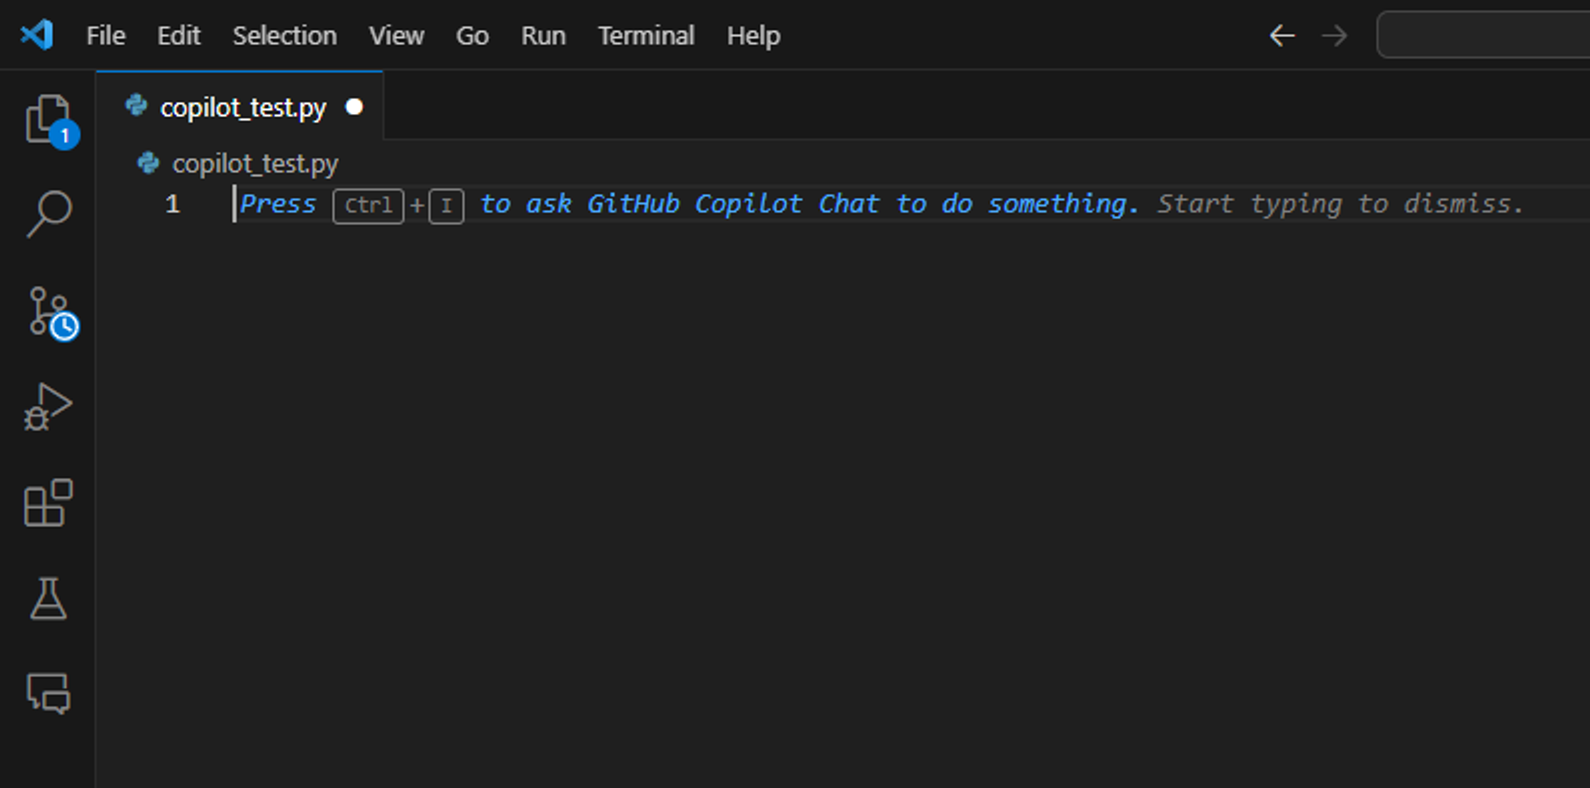 File Edit Selection View Go Run Terminal Help
copilot_test.py
1
copilot_test.py
1 Press Ctrl+I to ask GitHub Copilot Chat to do something. Start typing to dismiss.